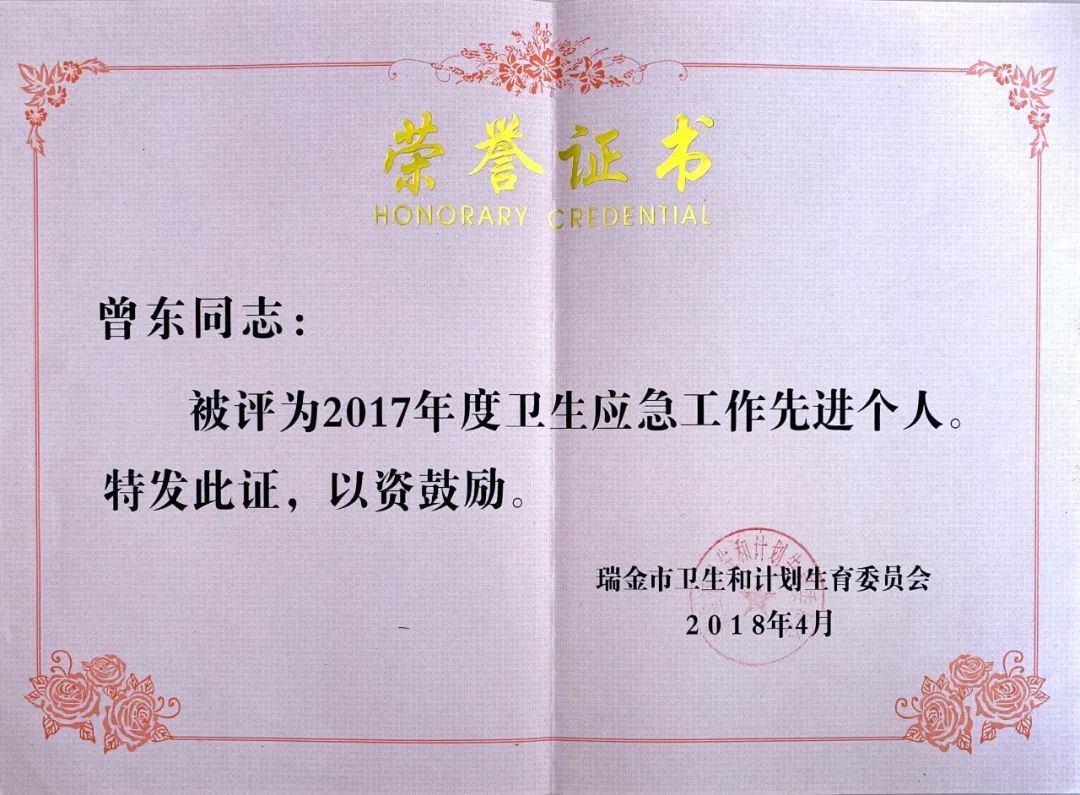 荣誉证书
HONORARY CREDENTIAL
曾东同志：
被评为2017年度卫生应急工作先进个人。
特发此证，以资鼓励。
瑞金市卫生和计划生育委员会
2018年4月